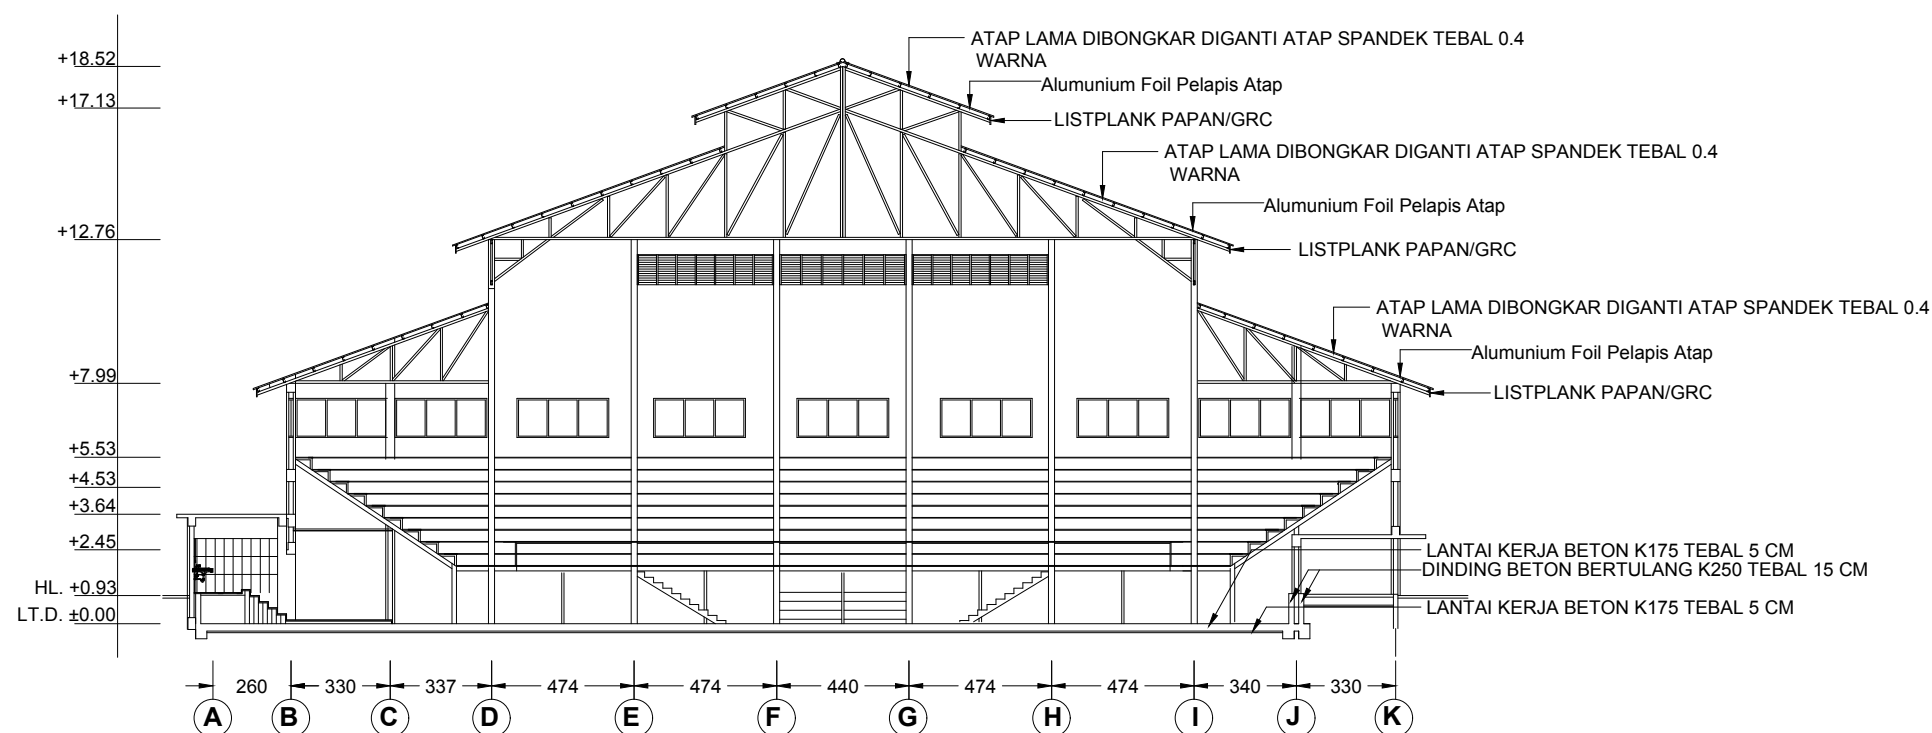 +18.52
+17.13
+12.76
+7.99
+5.53
+4.53
+3.64
+2.45
HL. +0.93
LT.D. ±0.00
ATAP LAMA DIBONGKAR DIGANTI ATAP SPANDEK TEBAL 0.4
WARNA
Alumunium Foil Pelapis Atap
LISTPLANK PAPAN/GRC
ATAP LAMA DIBONGKAR DIGANTI ATAP SPANDEK TEBAL 0.4
WARNA
Alumunium Foil Pelapis Atap
LISTPLANK PAPAN/GRC
ATAP LAMA DIBONGKAR DIGANTI ATAP SPANDEK TEBAL 0.4
WARNA
Alumunium Foil Pelapis Atap
LISTPLANK PAPAN/GRC
LANTAI KERJA BETON K175 TEBAL 5 CM
DINDING BETON BERTULANG K250 TEBAL 15 CM
LANTAI KERJA BETON K175 TEBAL 5 CM
260 330 337 474 474 440 474 474 340 330
A B C D E F G H I J K